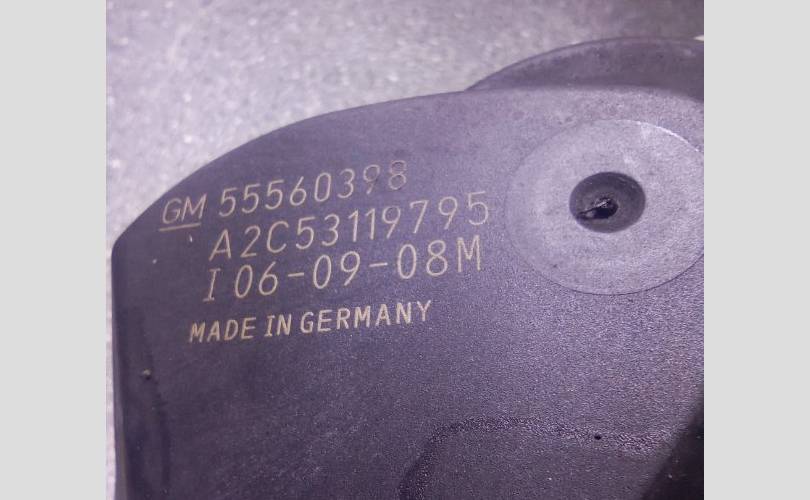 GM 55560398
A2C53119795
I 06-09-08M
MADE IN GERMANY